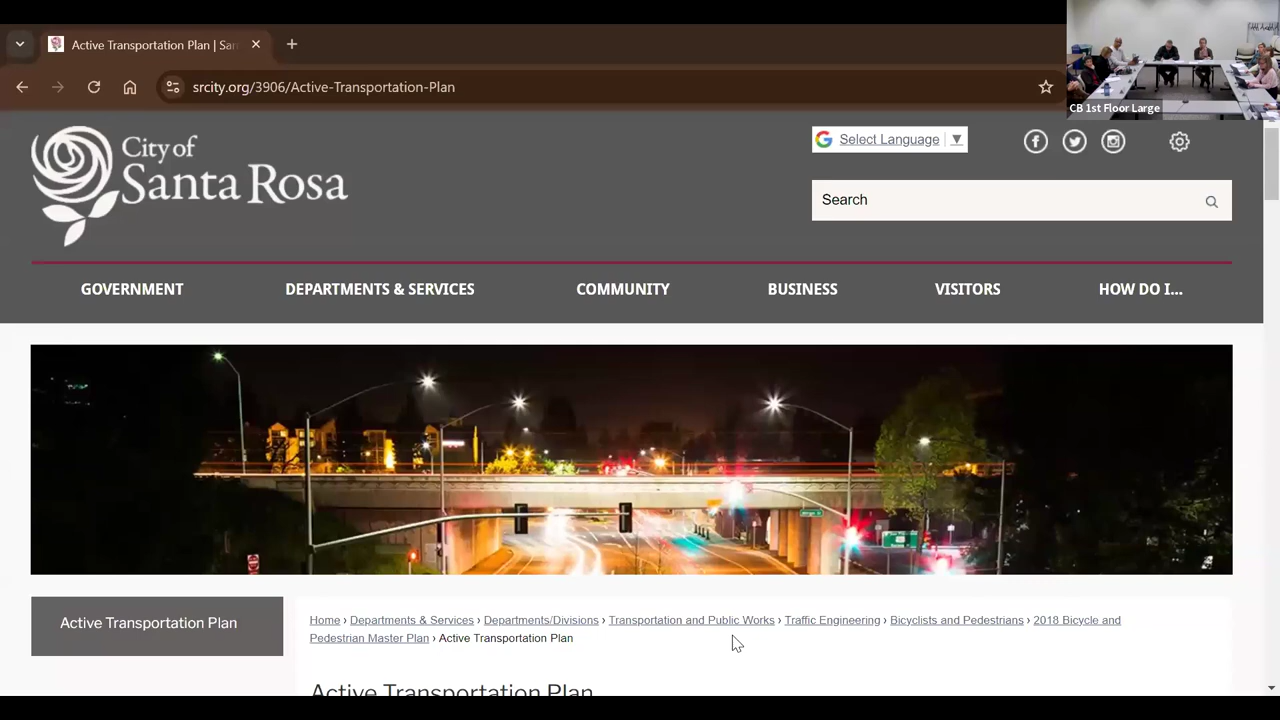 Active Transportation Plan | San
srcity.org/3906/Active-Transportation-Plan
CB 1st Floor Large
City of
Santa Rosa
Select Language ▼
Search
GOVERNMENT
DEPARTMENTS & SERVICES
COMMUNITY
BUSINESS
VISITORS
HOW DO I...
Active Transportation Plan
Home › Departments & Services › Departments/Divisions › Transportation and Public Works › Traffic Engineering › Bicyclists and Pedestrians › 2018 Bicycle and
Pedestrian Master Plan › Active Transportation Plan
Active Transportation Plan